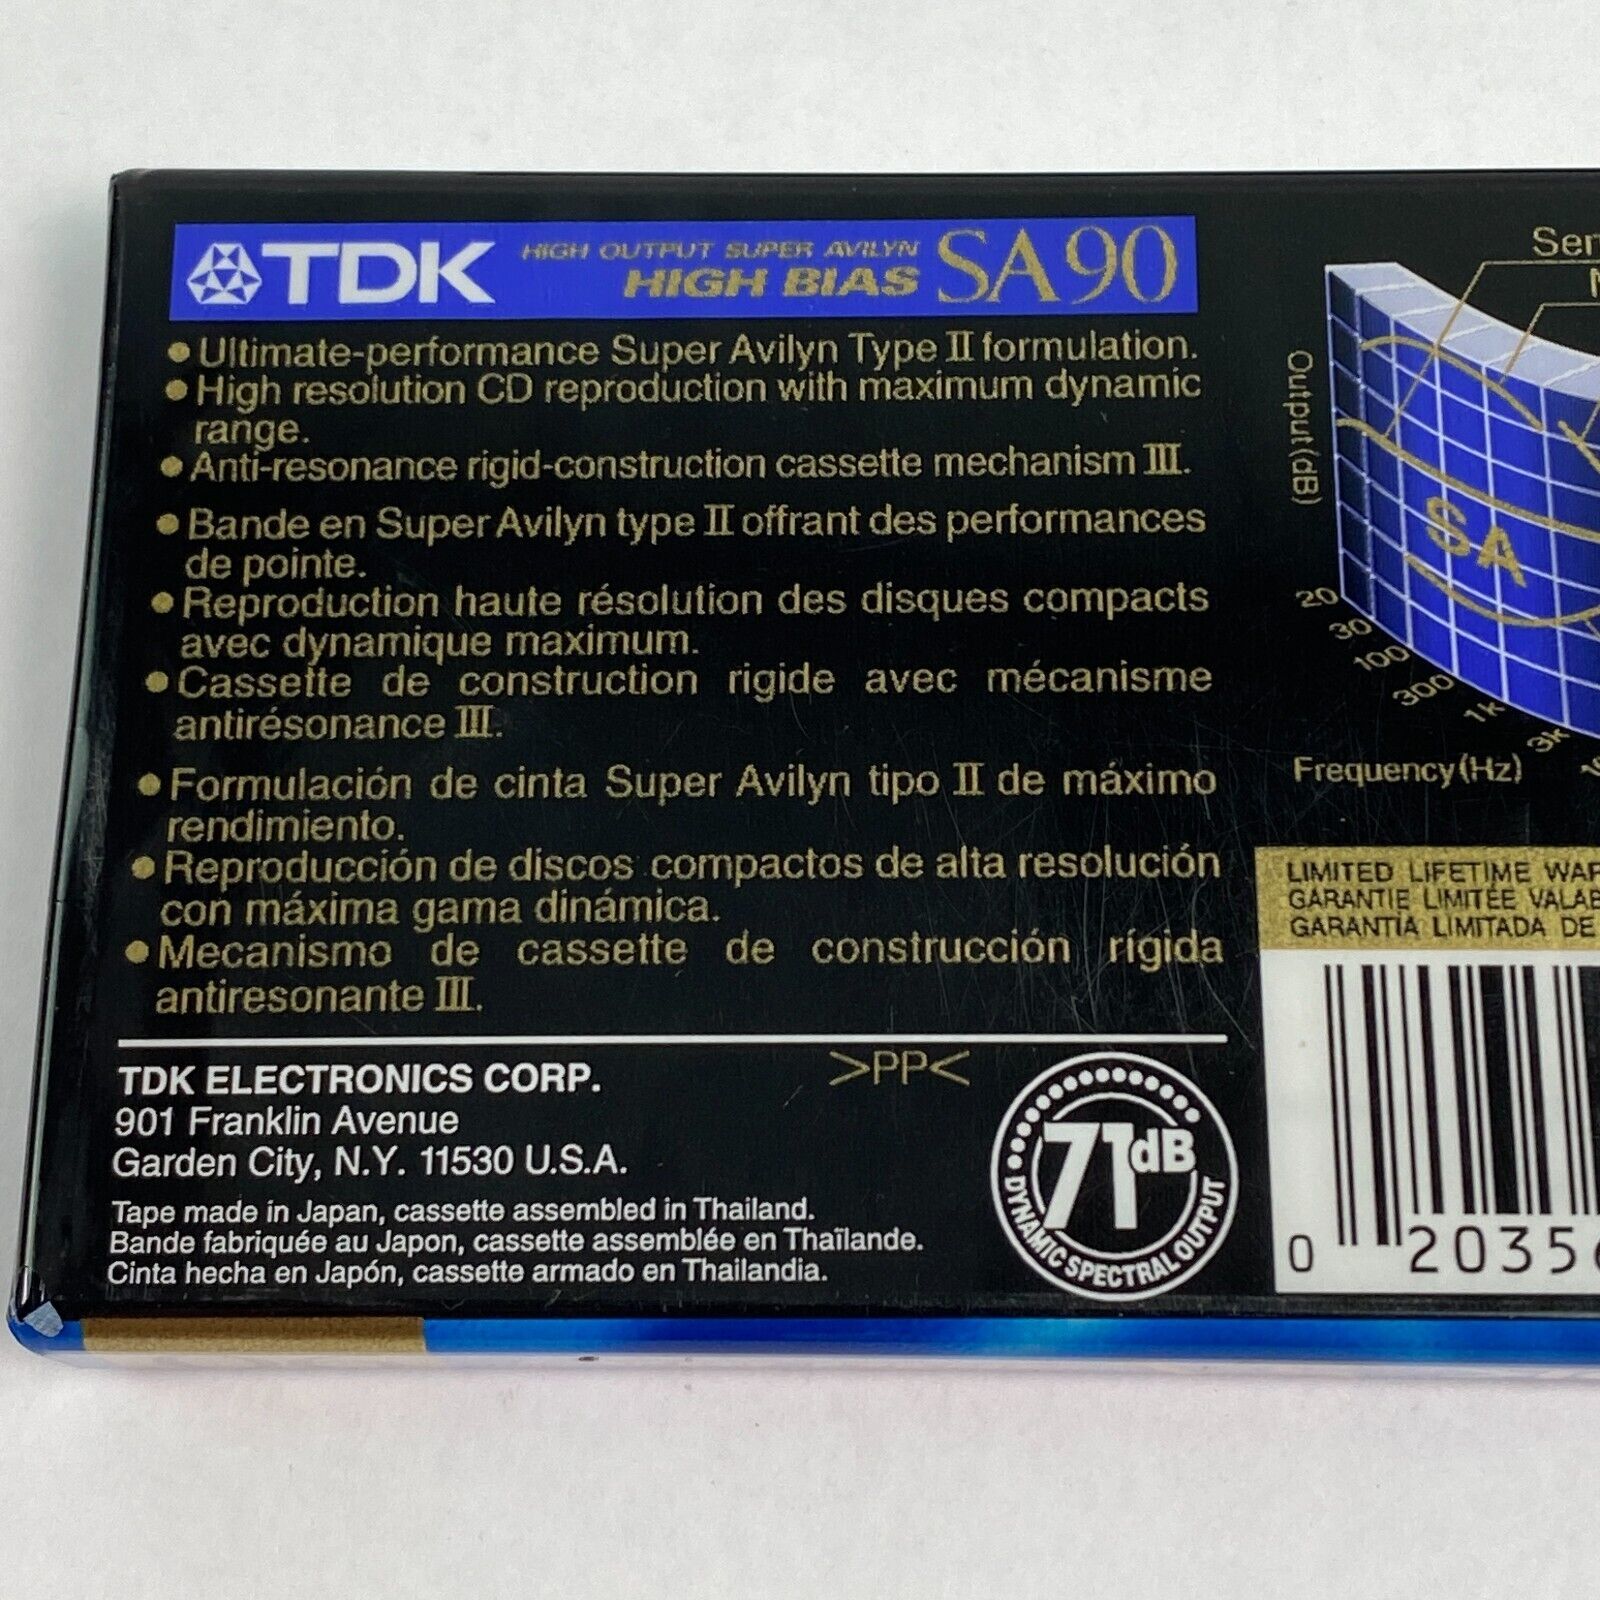 TDK HIGH OUTPUT SUPER AVILYN
HIGH BIAS SA90
• Ultimate-performance Super Avilyn Type II formulation.
• High resolution CD reproduction with maximum dynamic
range.
• Anti-resonance rigid-construction cassette mechanism III.
• Bande en Super Avilyn type II offrant des performances
de pointe.
• Reproduction haute résolution des disques compacts
avec dynamique maximum.
• Cassette de construction rigide avec mécanisme
antirésonance III.
• Formulación de cinta Super Avilyn tipo II de máximo
rendimiento.
• Reproducción de discos compactos de alta resolución
con máxima gama dinámica.
• Mecanismo de cassette de construcción rígida
antiresonante III.
TDK ELECTRONICS CORP.
901 Franklin Avenue
Garden City, N.Y. 11530 U.S.A.
Tape made in Japan, cassette assembled in Thailand.
Bande fabriquée au Japon, cassette assemblée en Thaïlande.
Cinta hecha en Japón, cassette armado en Thailandia.
>PP<
71dB
DYNAMIC SPECTRAL OUTPUT
Output(dB)
SA
20
30
100
300
1k
3k
Frequency(Hz)
LIMITED LIFETIME
GARANTIE LIMITÉE
GARANTIA LIMITADA DE
0 20356